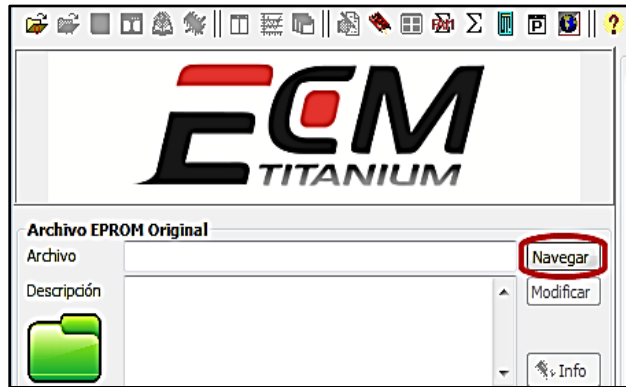 ECM
TITANIUM
Archivo EPROM Original
Archivo
Navegar
Descripción
Modificar
Info